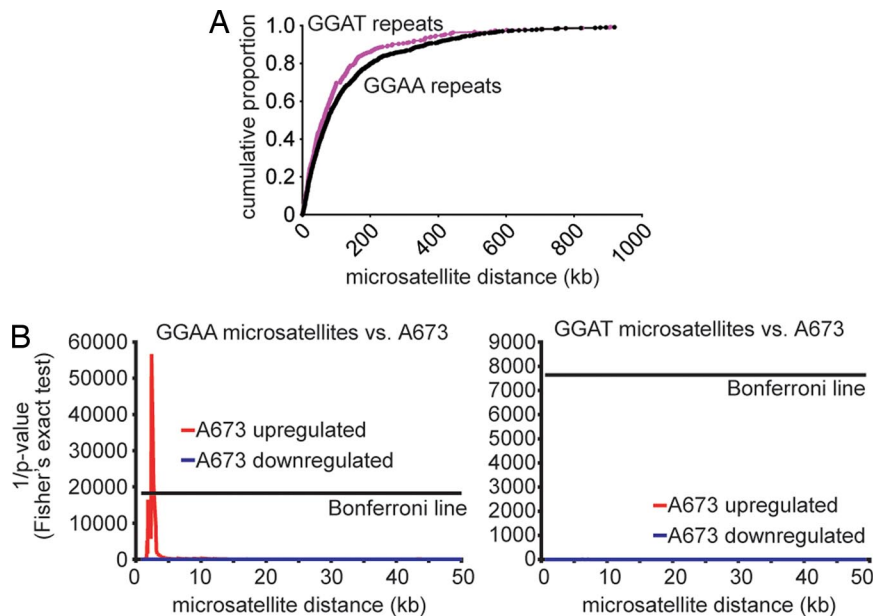 A
GGAT repeats
GGAA repeats
cumulative proportion
1.0
0.8
0.6
0.4
0.2
0
0
200
400
600
800
1000
microsatellite distance (kb)
B
GGAA microsatellites vs. A673
1/p-value
(Fisher's exact test)
60000
50000
40000
30000
20000
10000
0
A673 upregulated
A673 downregulated
Bonferroni line
0
10
20
30
40
50
microsatellite distance (kb)
GGAT microsatellites vs. A673
9000
8000
7000
6000
5000
4000
3000
2000
1000
0
Bonferroni line
A673 upregulated
A673 downregulated
0
10
20
30
40
50
microsatellite distance (kb)